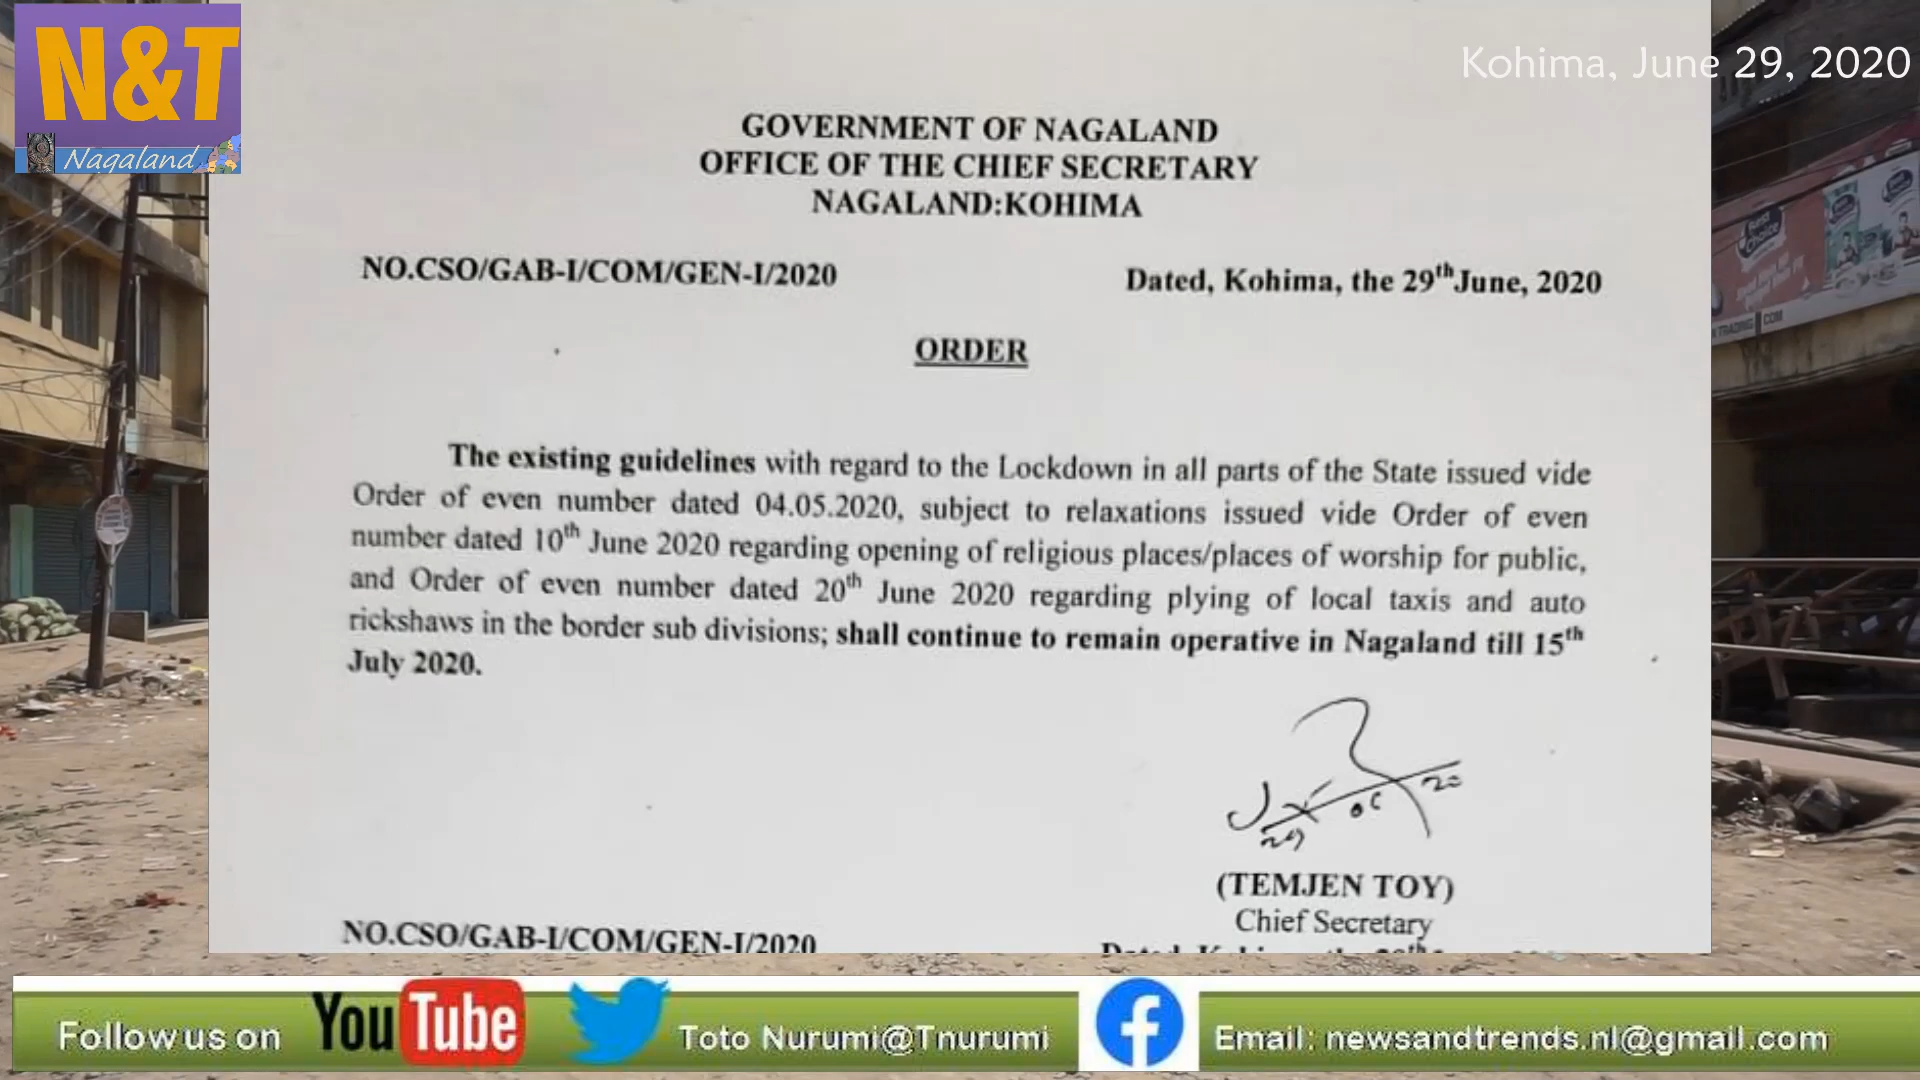 N&T
Nagaland
Kohima, June 29, 2020
GOVERNMENT OF NAGALAND
OFFICE OF THE CHIEF SECRETARY
NAGALAND:KOHIMA
NO.CSO/GAB-I/COM/GEN-I/2020
Dated, Kohima, the 29th June, 2020
ORDER
The existing guidelines with regard to the Lockdown in all parts of the State issued vide
Order of even number dated 04.05.2020, subject to relaxations issued vide Order of even
number dated 10th June 2020 regarding opening of religious places/places of worship for public,
and Order of even number dated 20th June 2020 regarding plying of local taxis and auto
rickshaws in the border sub divisions; shall continue to remain operative in Nagaland till 15th
July 2020.
(TEMJEN TOY)
Chief Secretary
NO.CSO/GAB-I/COM/GEN-I/2020
TRADING COM
Follow us on YouTube Toto Nurumi@Tnurumi f Email: newsandtrends.nl@gmail.com